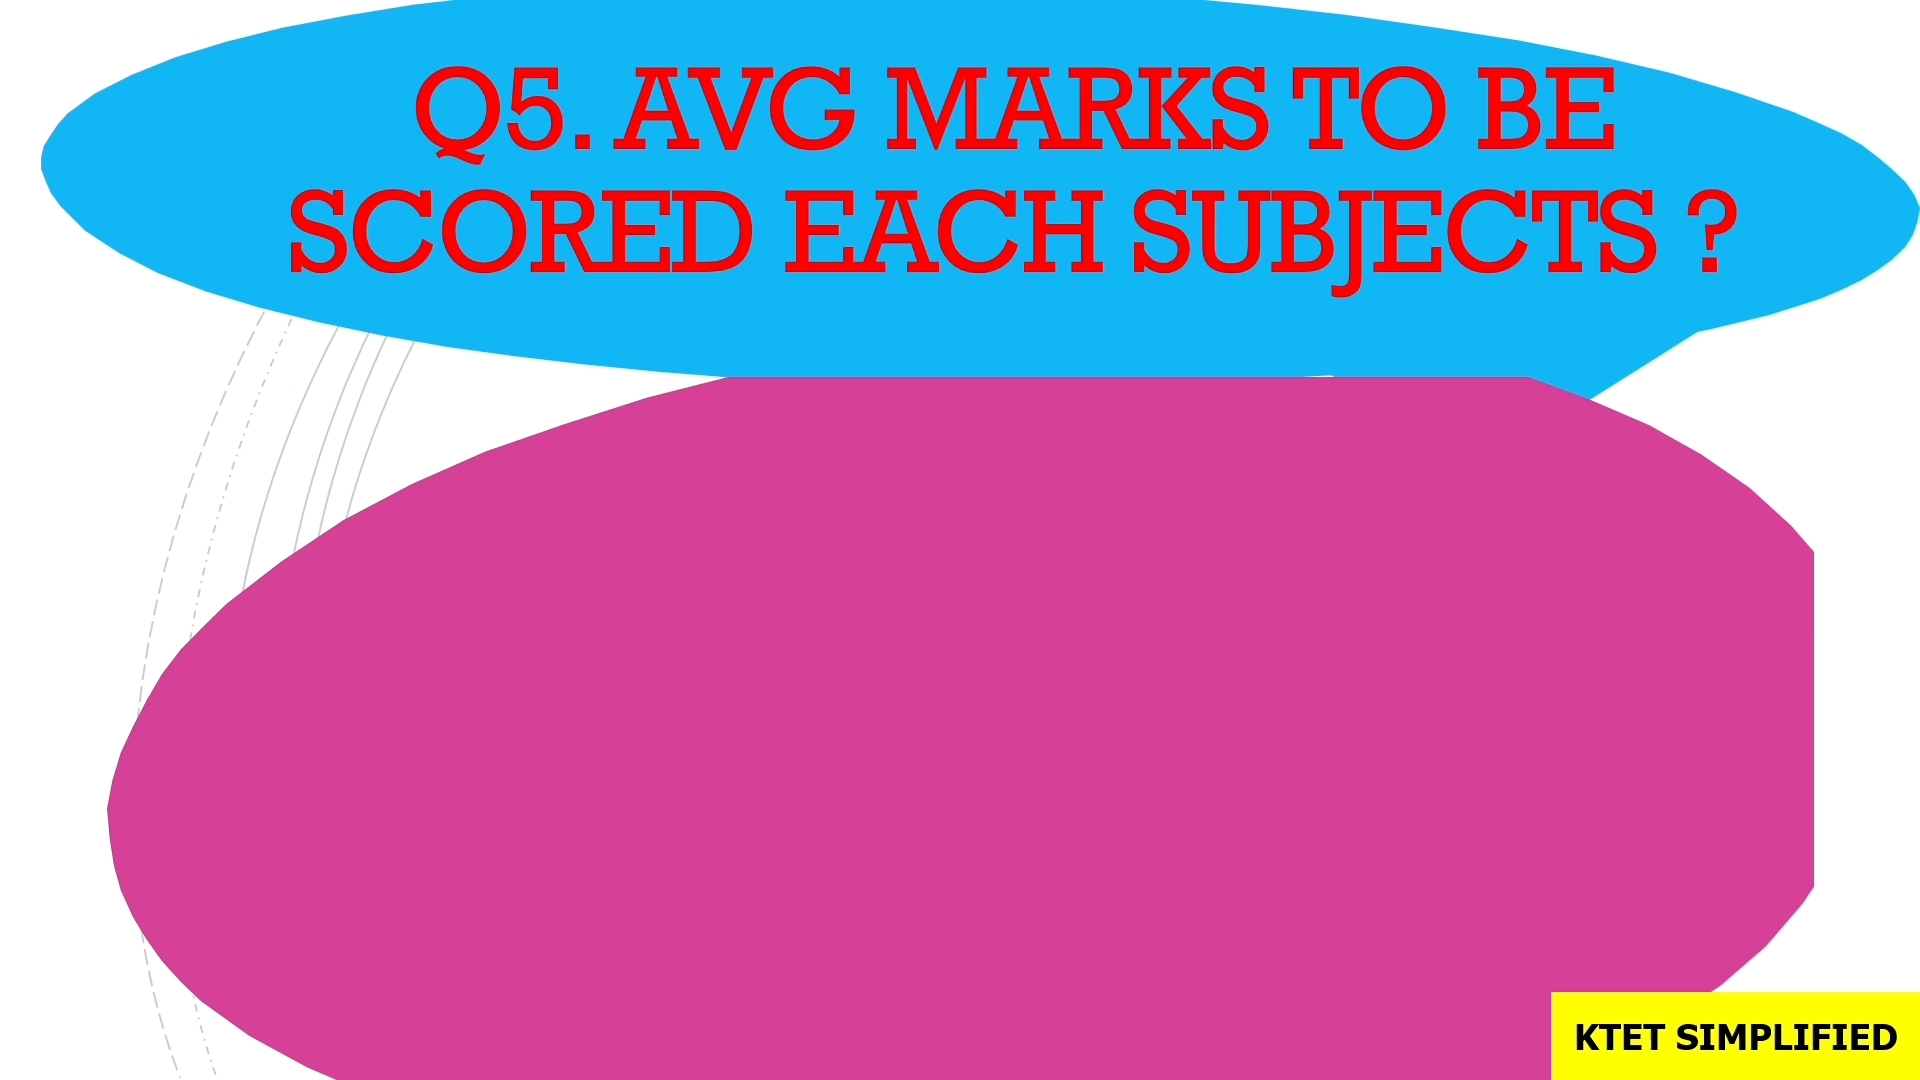 Q5. AVG MARKS TO BE
SCORED EACH SUBJECTS ?
KTET SIMPLIFIED